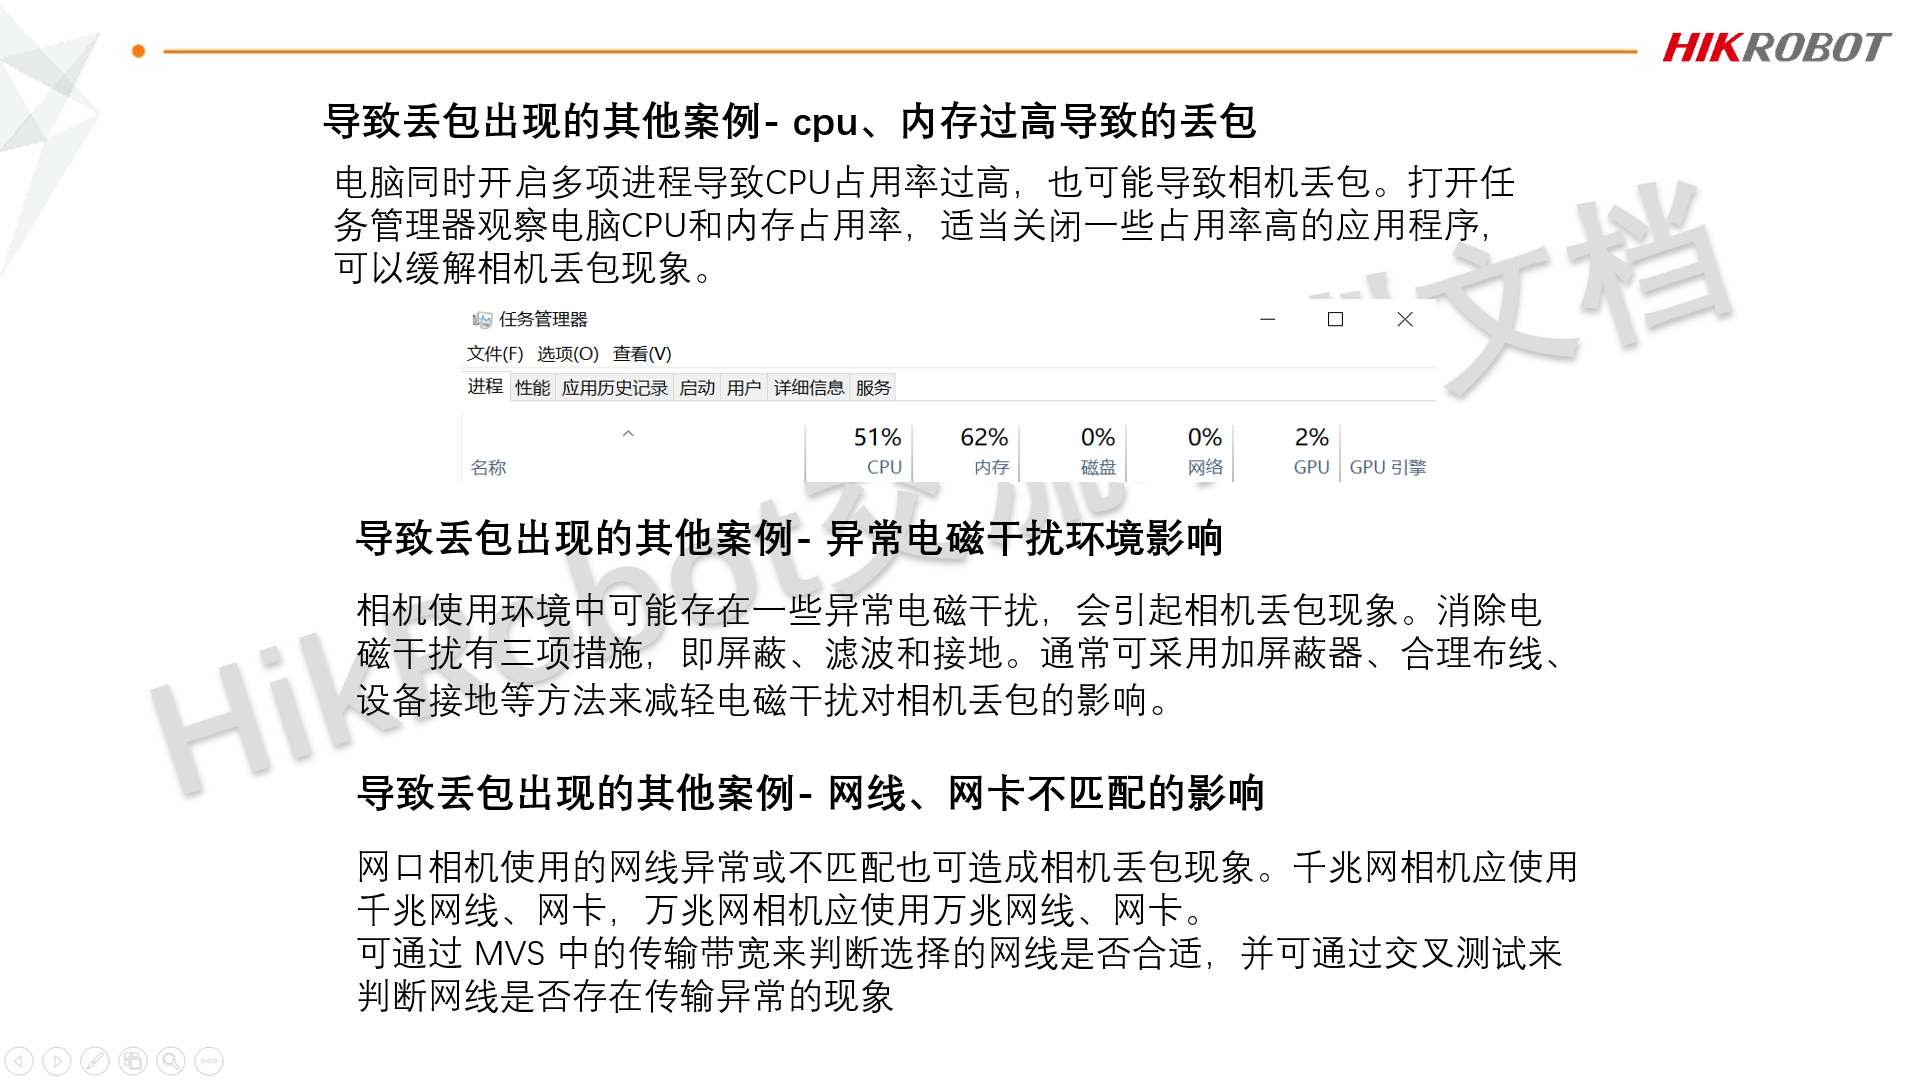 HIKROBOT
导致丢包出现的其他案例- cpu、内存过高导致的丢包
电脑同时开启多项进程导致CPU占用率过高，也可能导致相机丢包。打开任
务管理器观察电脑CPU和内存占用率，适当关闭一些占用率高的应用程序，
可以缓解相机丢包现象。
任务管理器
文件(F) 选项(O) 查看(V)
进程 性能 应用历史记录 启动 用户 详细信息 服务
51% 62% 0% 0% 2%
名称 CPU 内存 磁盘 网络 GPU GPU 引擎
导致丢包出现的其他案例- 异常电磁干扰环境影响
相机使用环境中可能存在一些异常电磁干扰，会引起相机丢包现象。消除电
磁干扰有三项措施，即屏蔽、滤波和接地。通常可采用加屏蔽器、合理布线、
设备接地等方法来减轻电磁干扰对相机丢包的影响。
导致丢包出现的其他案例- 网线、网卡不匹配的影响
网口相机使用的网线异常或不匹配也可造成相机丢包现象。千兆网相机应使用
千兆网线、网卡，万兆网相机应使用万兆网线、网卡。
可通过 MVS 中的传输带宽来判断选择的网线是否合适，并可通过交叉测试来
判断网线是否存在传输异常的现象
HikRobot交流 文档